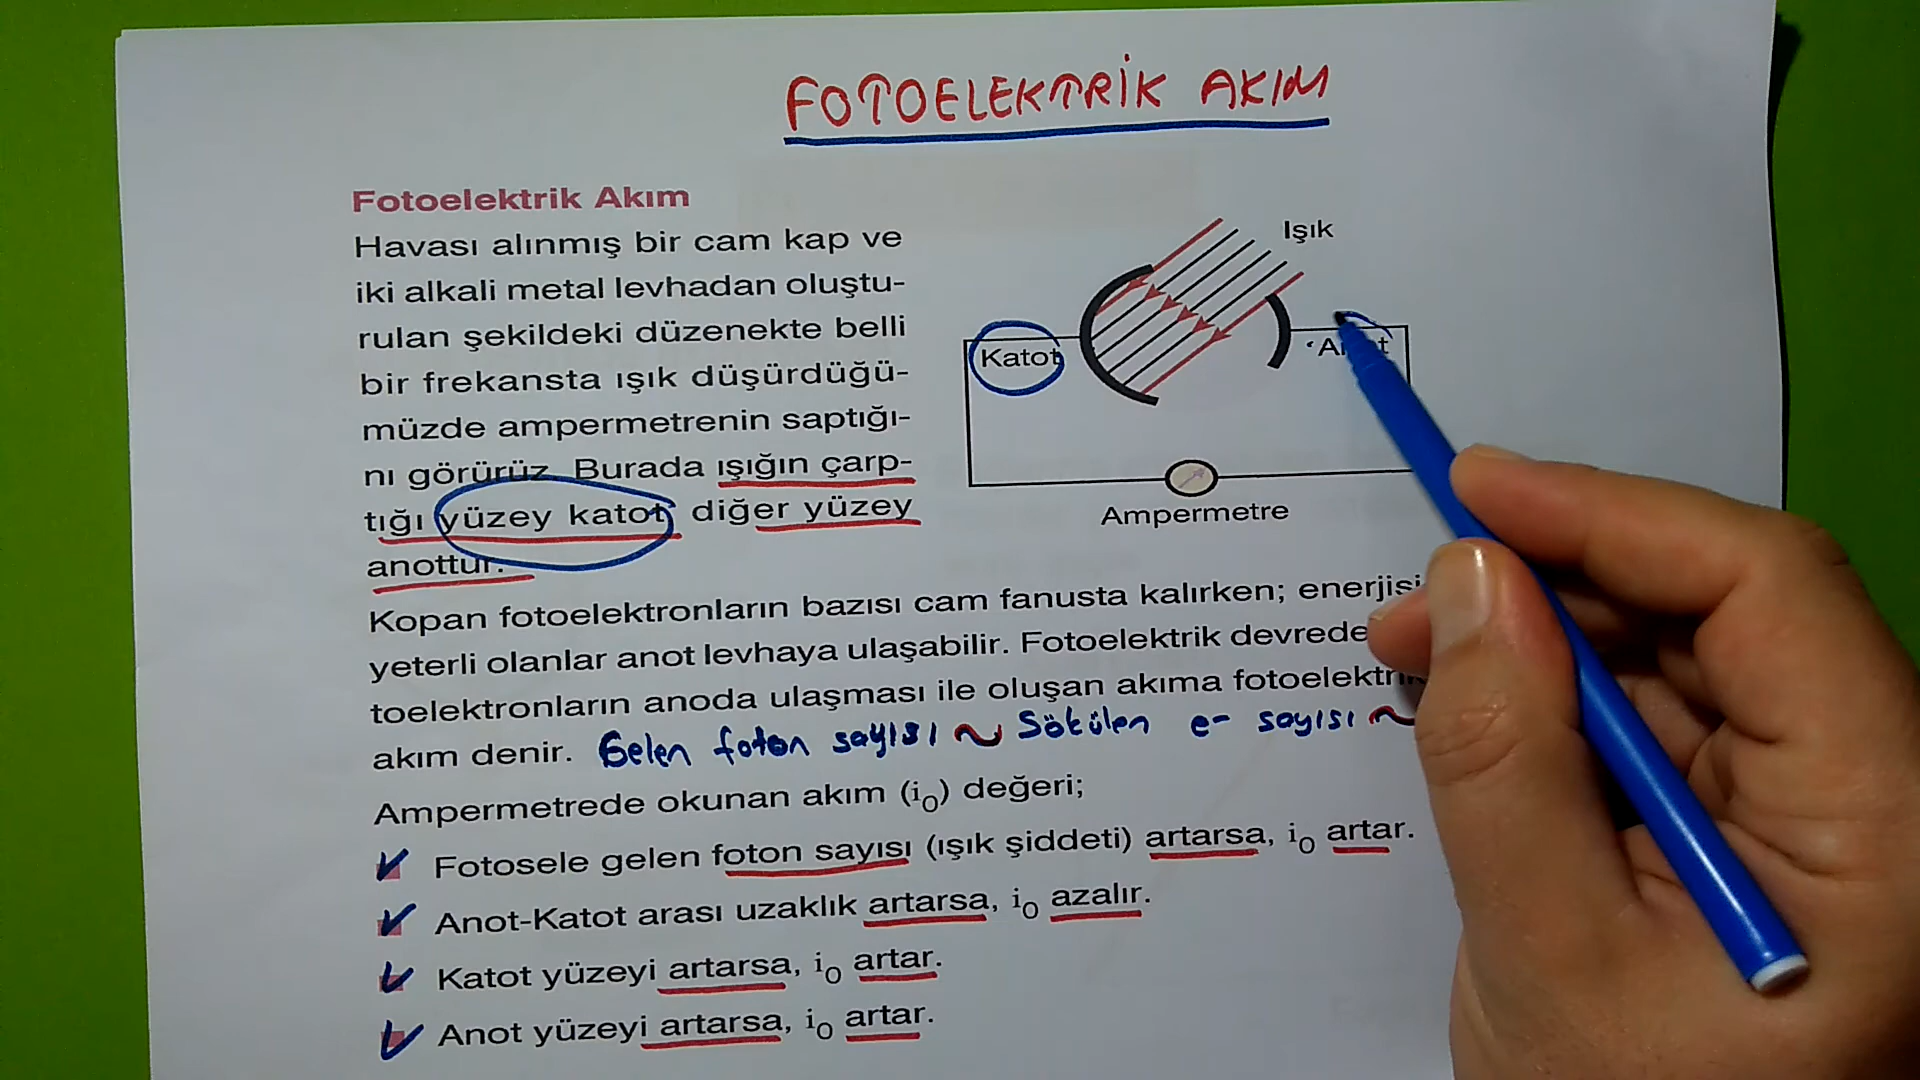 FOTOELEKTRİK AKIM
Fotoelektrik Akım
Havası alınmış bir cam kap ve
iki alkali metal levhadan oluştu-
rulan şekildeki düzenekte belli
bir frekansta ışık düşürdüğü-
müzde ampermetrenin saptığı-
nı görürüz. Burada ışığın çarp-
tığı yüzey katot, diğer yüzey
anottur.
Işık
Katot
Ampermetre
Kopan fotoelektronların bazısı cam fanusta kalırken; enerjisi
yeterli olanlar anot levhaya ulaşabilir. Fotoelektrik devrede
toelektronların anoda ulaşması ile oluşan akıma fotoelektrik
akım denir. Gelen foton sayısı ~ Sökülen e- sayısı ~
Ampermetrede okunan akım (i₀) değeri;
Fotosele gelen foton sayısı (ışık şiddeti) artarsa, i₀ artar.
Anot-Katot arası uzaklık artarsa, i₀ azalır.
Katot yüzeyi artarsa, i₀ artar.
Anot yüzeyi artarsa, i₀ artar.